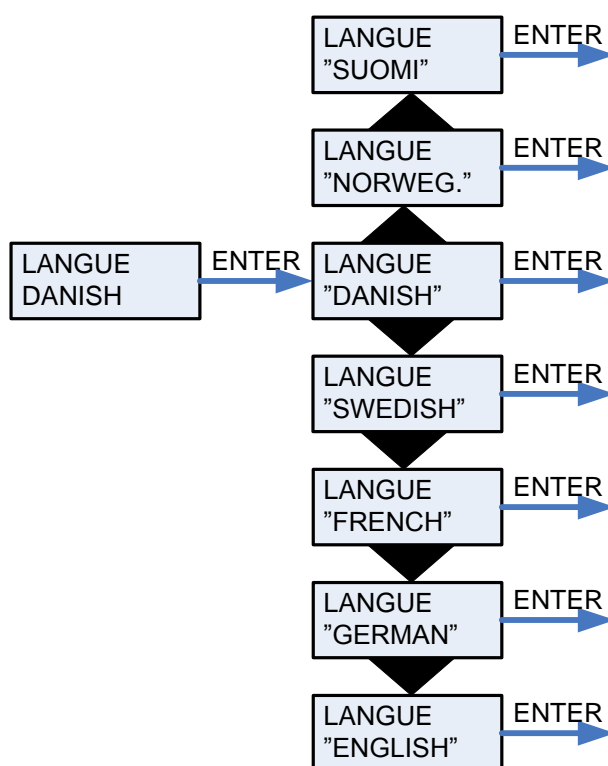 LANGUE
”SUOMI”
ENTER
LANGUE
”NORWEG.”
ENTER
LANGUE
DANISH
ENTER
LANGUE
”DANISH”
ENTER
LANGUE
”SWEDISH”
ENTER
LANGUE
”FRENCH”
ENTER
LANGUE
”GERMAN”
ENTER
LANGUE
”ENGLISH”
ENTER